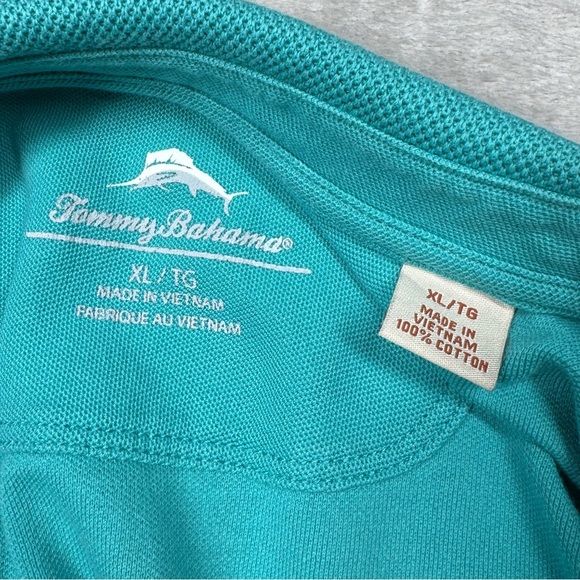 Tommy Bahama®
XL / TG
MADE IN VIETNAM
FABRIQUE AU VIETNAM
XL/TG
MADE IN
VIETNAM
100% COTTON